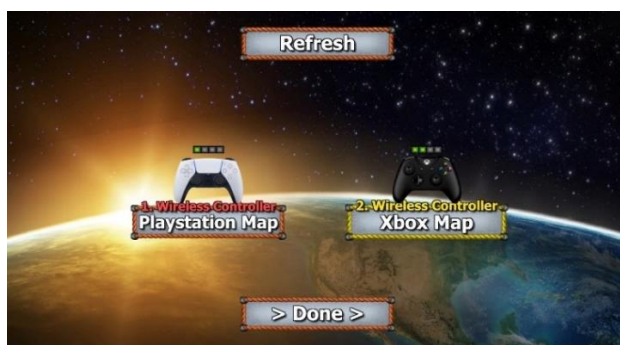 Refresh
1. Wireless Controller
Playstation Map
2. Wireless Controller
Xbox Map
> Done >